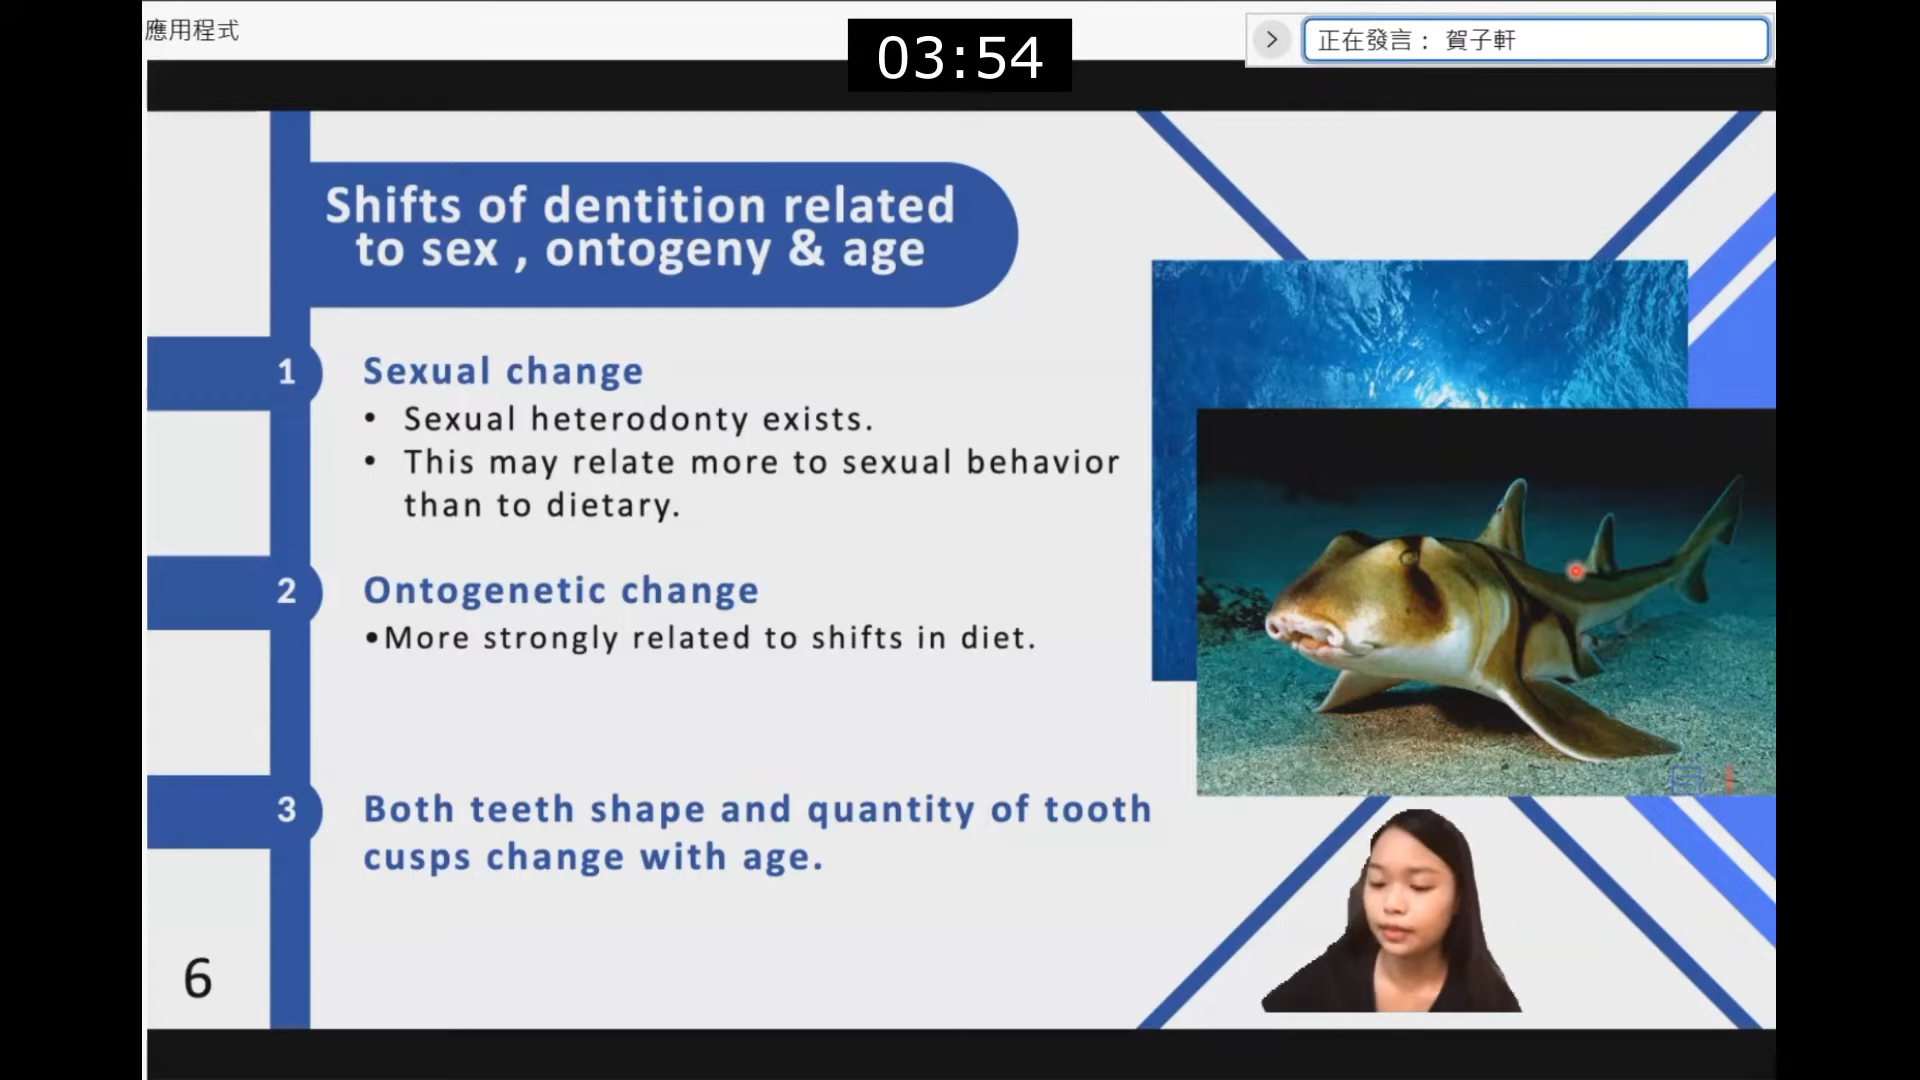 應用程式
03:54
正在發言： 賀子軒
Shifts of dentition related
to sex , ontogeny & age
1
Sexual change
• Sexual heterodonty exists.
• This may relate more to sexual behavior
than to dietary.
2
Ontogenetic change
•More strongly related to shifts in diet.
3
Both teeth shape and quantity of tooth
cusps change with age.
6